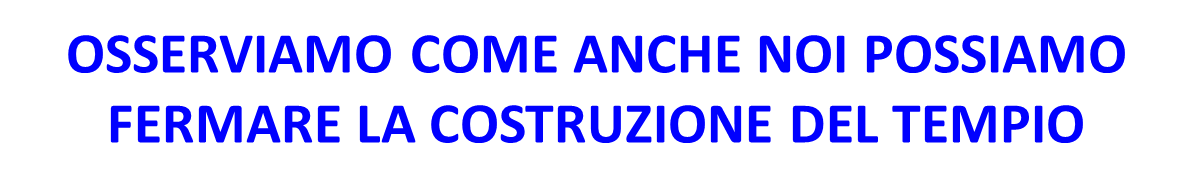 OSSERVIAMO COME ANCHE NOI POSSIAMO
FERMARE LA COSTRUZIONE DEL TEMPIO